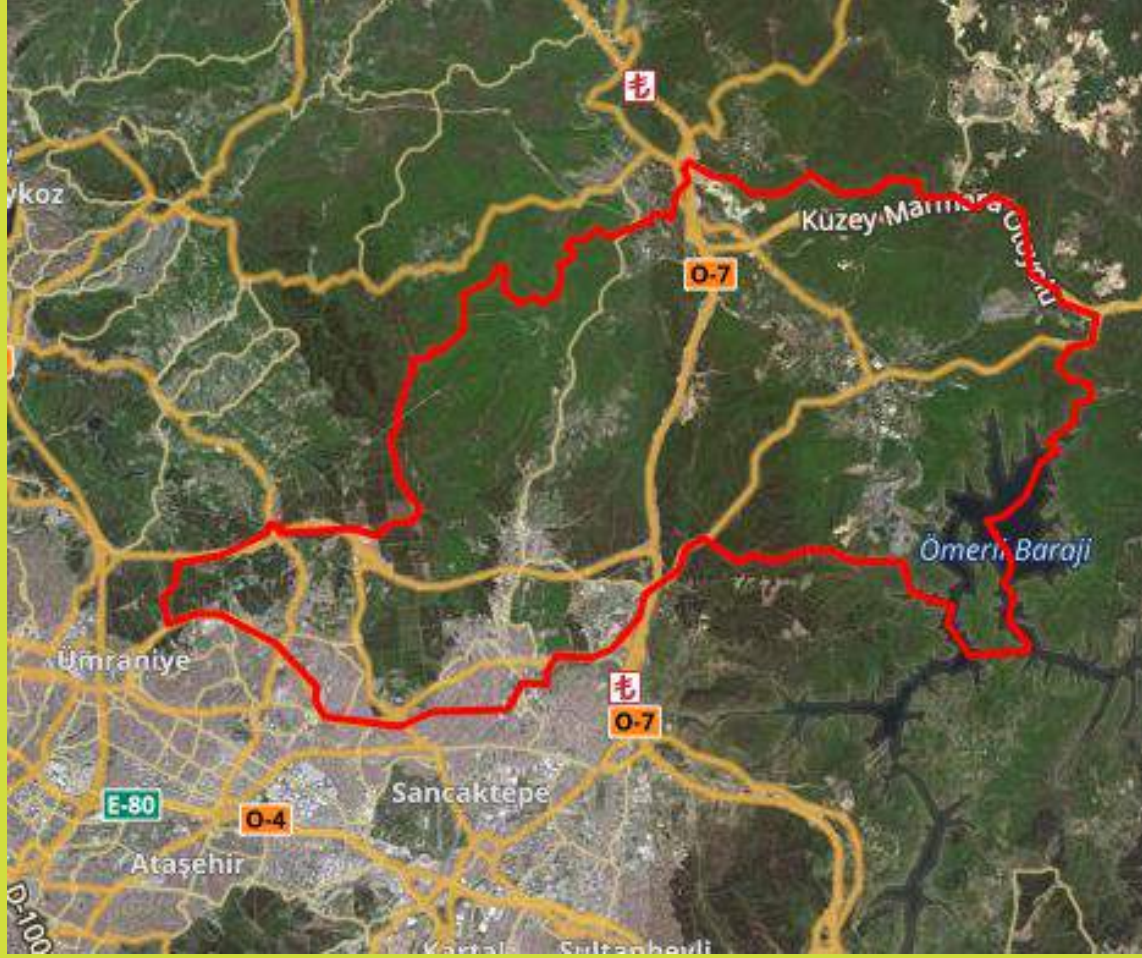 ₺
ykoz
Kuzey Marmara Otoyolu
O-7
Ömerli Barajı
Ümraniye
₺
O-7
Sancaktepe
E-80
O-4
Ataşehir
D-100
Kartal
Sultanbeyli